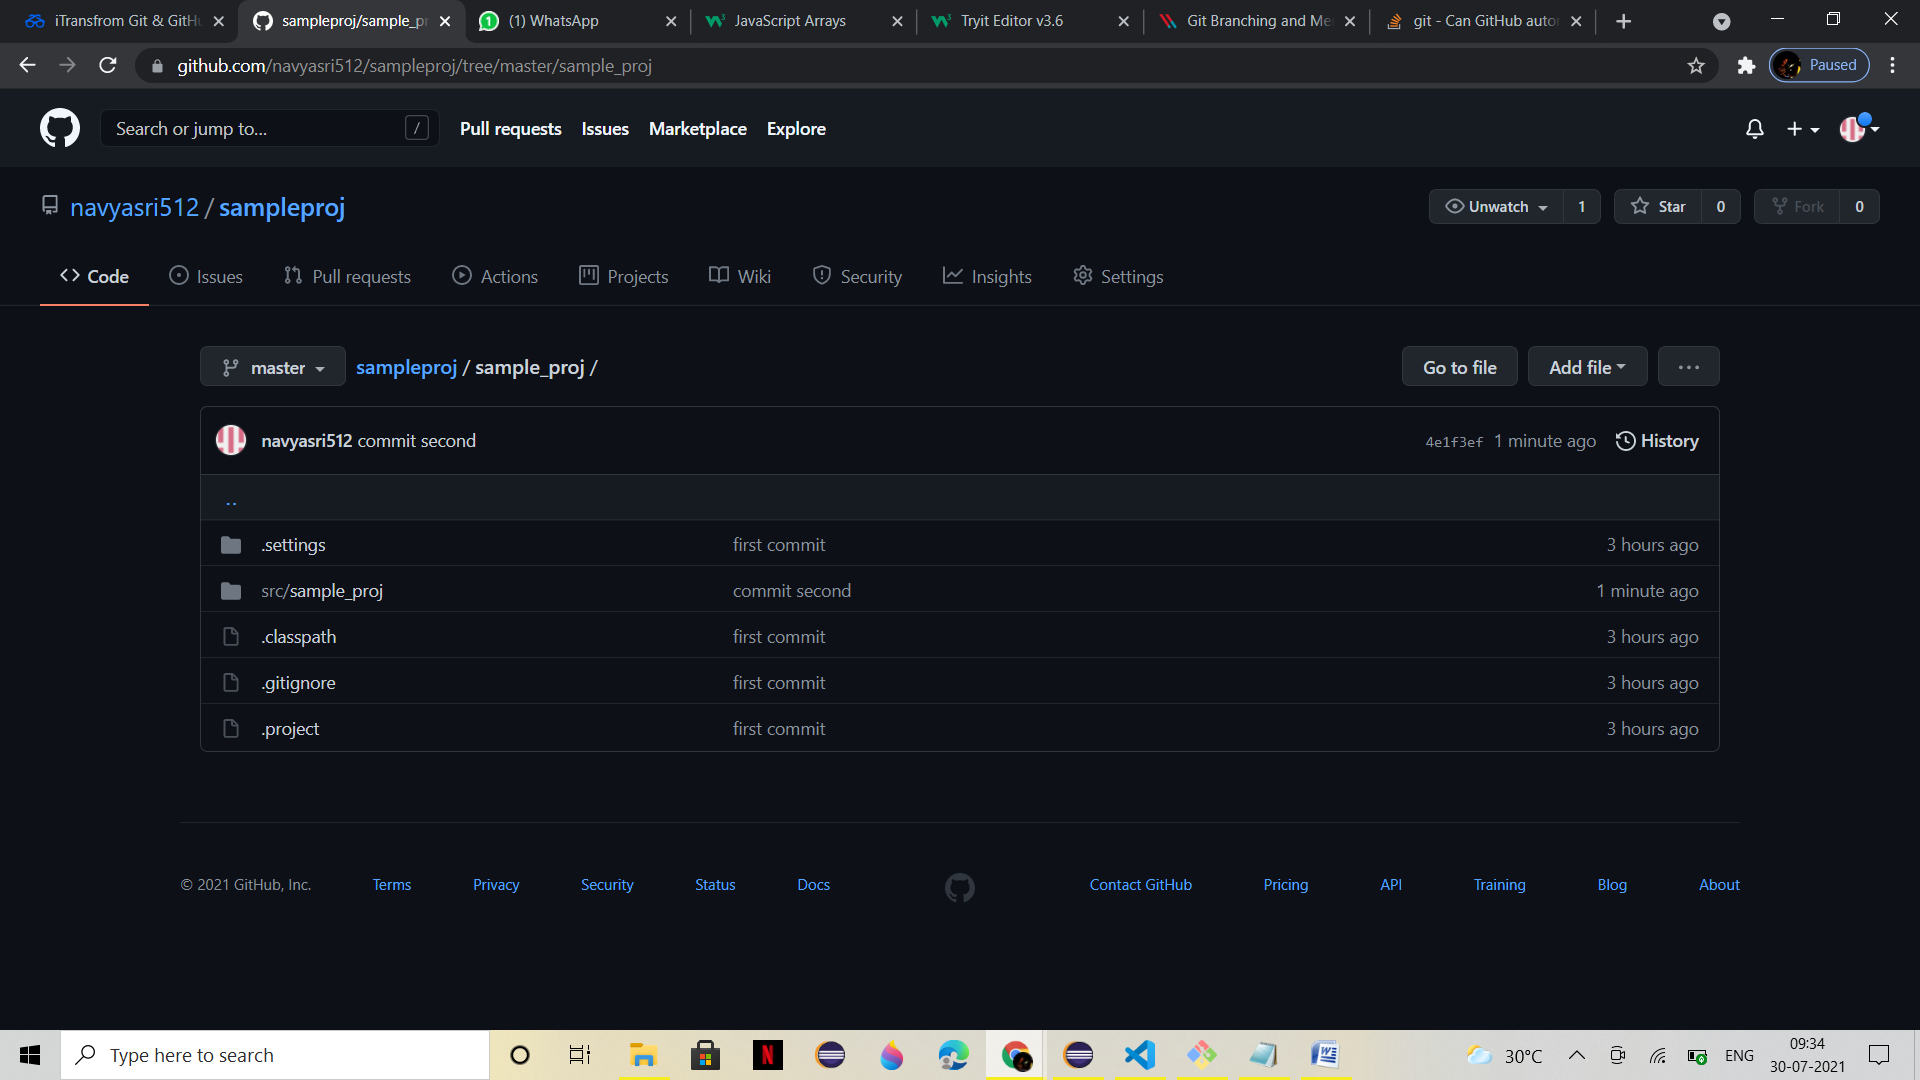 iTransfrom Git & GitHu
sampleproj/sample_pr
(1) WhatsApp
JavaScript Arrays
Tryit Editor v3.6
Git Branching and Me
git - Can GitHub auto
github.com/navyasri512/sampleproj/tree/master/sample_proj
Paused
Search or jump to...
/
Pull requests
Issues
Marketplace
Explore
navyasri512 / sampleproj
Unwatch 1
Star 0
Fork 0
Code
Issues
Pull requests
Actions
Projects
Wiki
Security
Insights
Settings
master
sampleproj / sample_proj /
Go to file
Add file
navyasri512 commit second
4e1f3ef 1 minute ago
History
..
.settings first commit 3 hours ago
src/sample_proj commit second 1 minute ago
.classpath first commit 3 hours ago
.gitignore first commit 3 hours ago
.project first commit 3 hours ago
© 2021 GitHub, Inc.
Terms
Privacy
Security
Status
Docs
Contact GitHub
Pricing
API
Training
Blog
About
Type here to search
30°C
ENG
09:34
30-07-2021